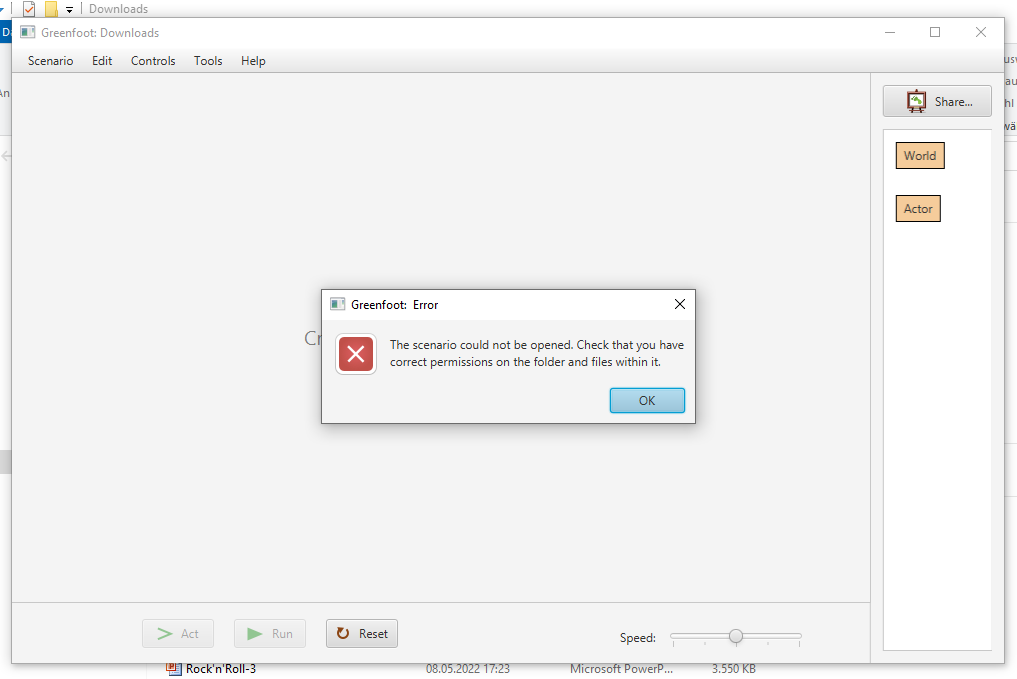 Downloads
Greenfoot: Downloads
Scenario Edit Controls Tools Help
Share...
World
Actor
Greenfoot: Error
The scenario could not be opened. Check that you have
correct permissions on the folder and files within it.
OK
Act Run Reset
Speed:
Rock'n'Roll-3 08.05.2022 17:23 Microsoft PowerP... 3.550 KB